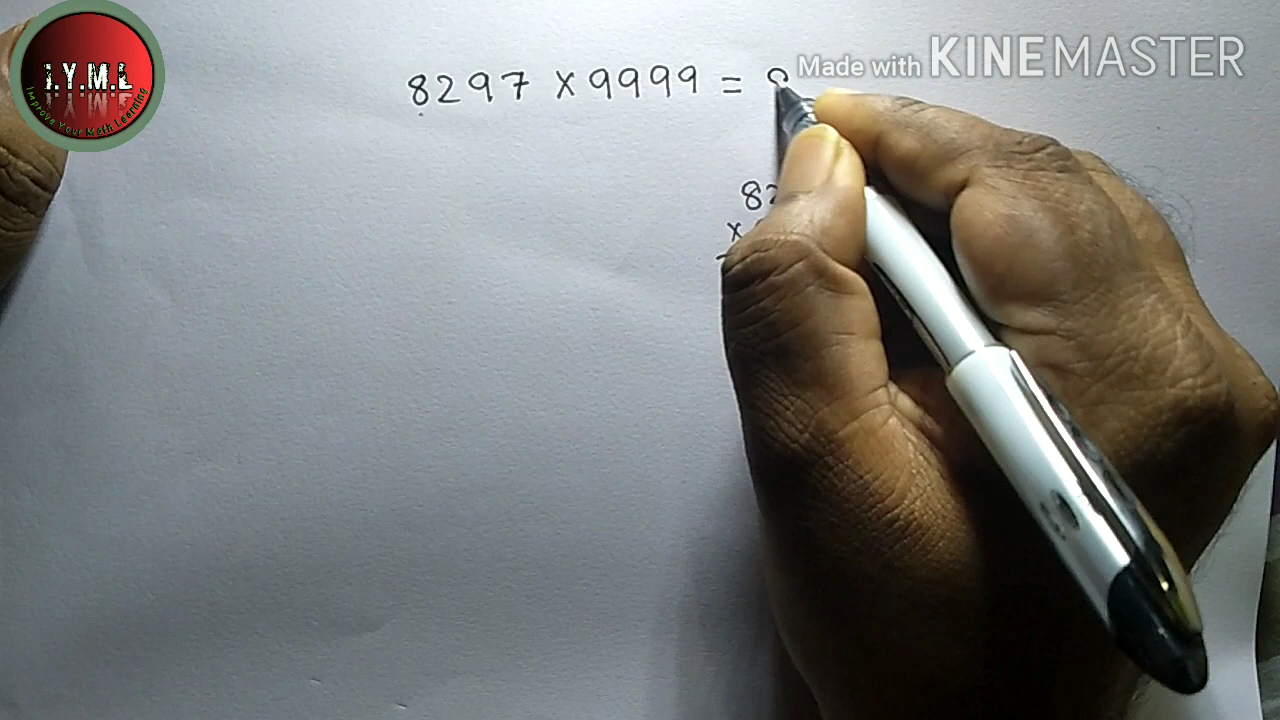 I.Y.M.L
Improve Your Math Learning
Made with KINEMASTER
8297 × 9999 =
×